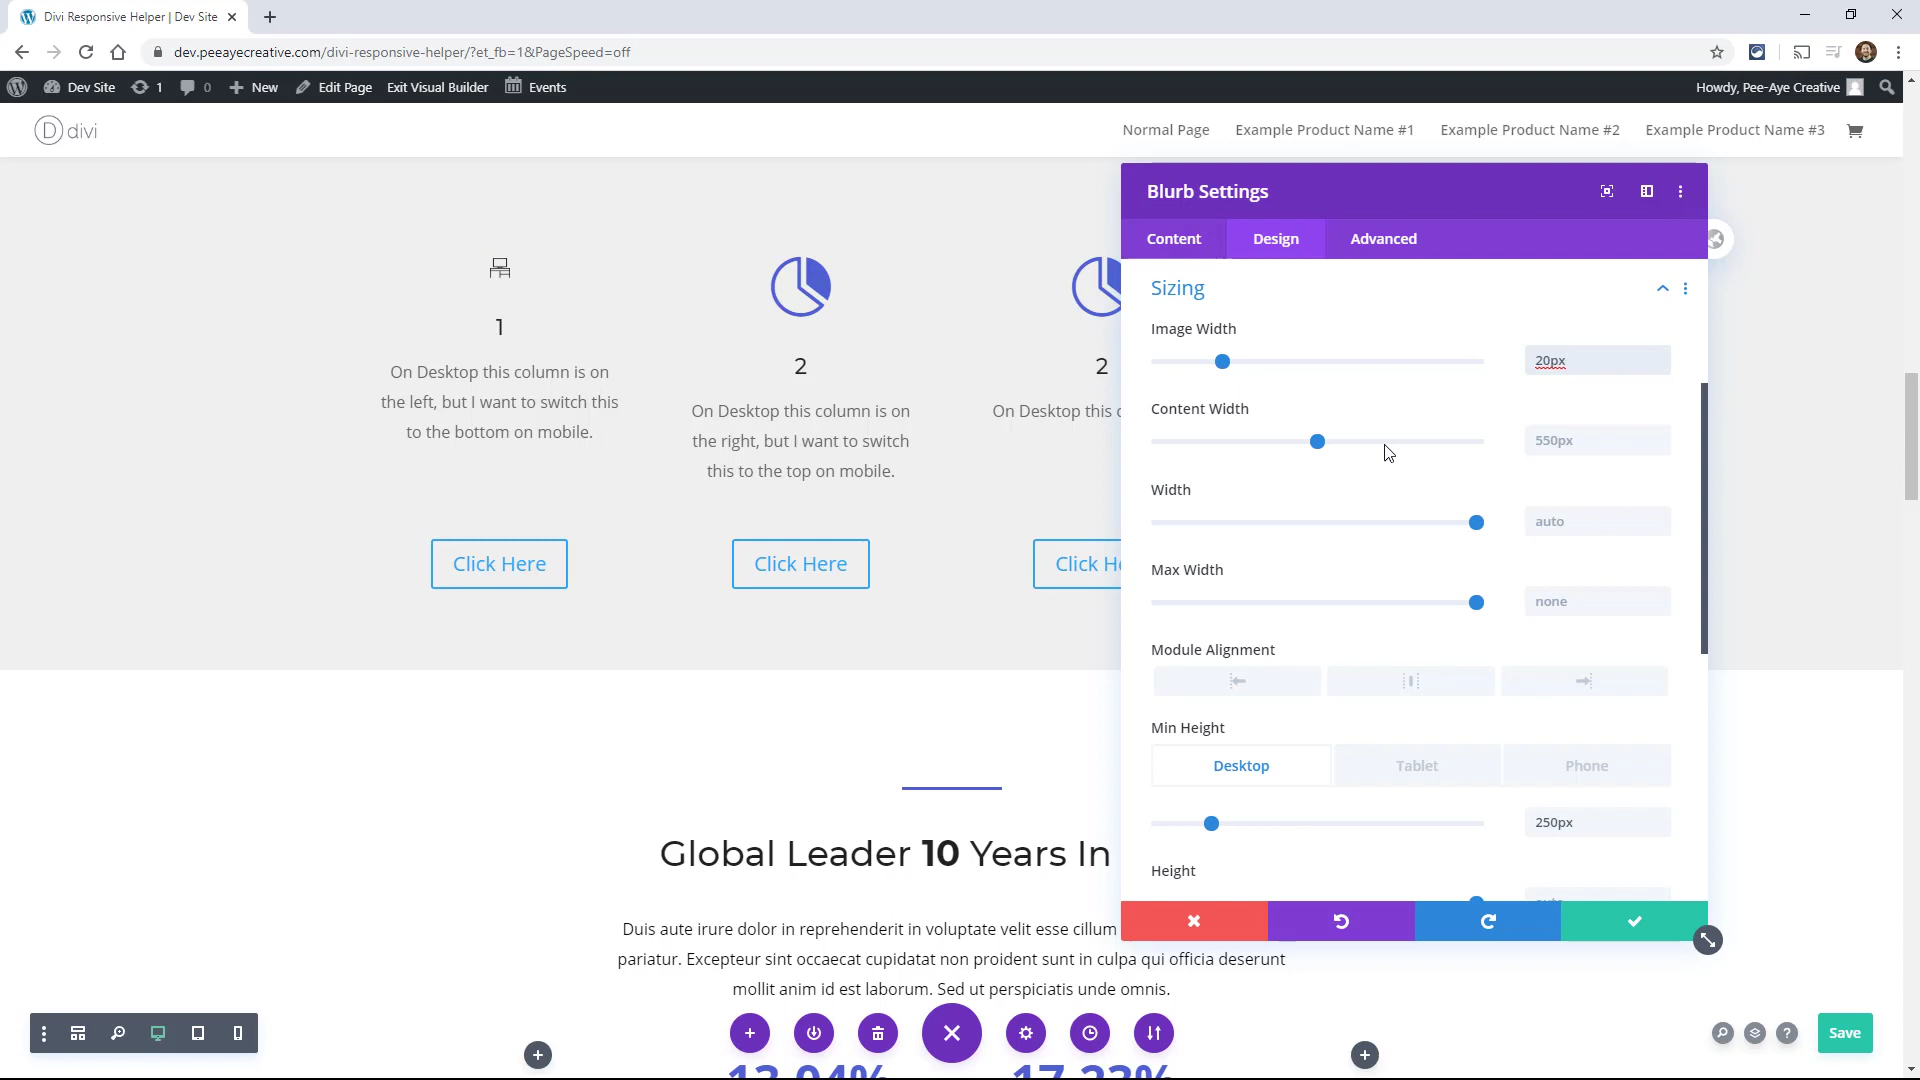 Divi Responsive Helper | Dev Site
dev.peeayecreative.com/divi-responsive-helper/?et_fb=1&PageSpeed=off
Dev Site 1 0 New Edit Page Exit Visual Builder Events Howdy, Pee-Aye Creative
D divi Normal Page Example Product Name #1 Example Product Name #2 Example Product Name #3
1
On Desktop this column is on
the left, but I want to switch this
to the bottom on mobile.
Click Here
2
On Desktop this column is on
the right, but I want to switch
this to the top on mobile.
Click Here
2
On Desktop this
Click
Blurb Settings
Content Design Advanced
Sizing
Image Width
20px
Content Width
550px
Width
auto
Max Width
none
Module Alignment
Min Height
Desktop Tablet Phone
250px
Height
auto
Global Leader 10 Years In
Duis aute irure dolor in reprehenderit in voluptate velit esse cillum
pariatur. Excepteur sint occaecat cupidatat non proident sunt in culpa qui officia deserunt
mollit anim id est laborum. Sed ut perspiciatis unde omnis.
13.04% 17.23%
? Save